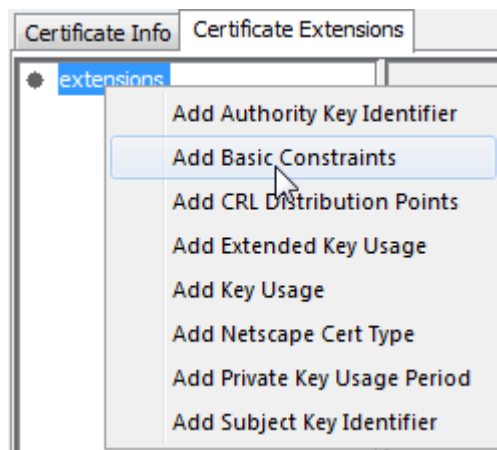 Certificate Info Certificate Extensions
extensions
Add Authority Key Identifier
Add Basic Constraints
Add CRL Distribution Points
Add Extended Key Usage
Add Key Usage
Add Netscape Cert Type
Add Private Key Usage Period
Add Subject Key Identifier